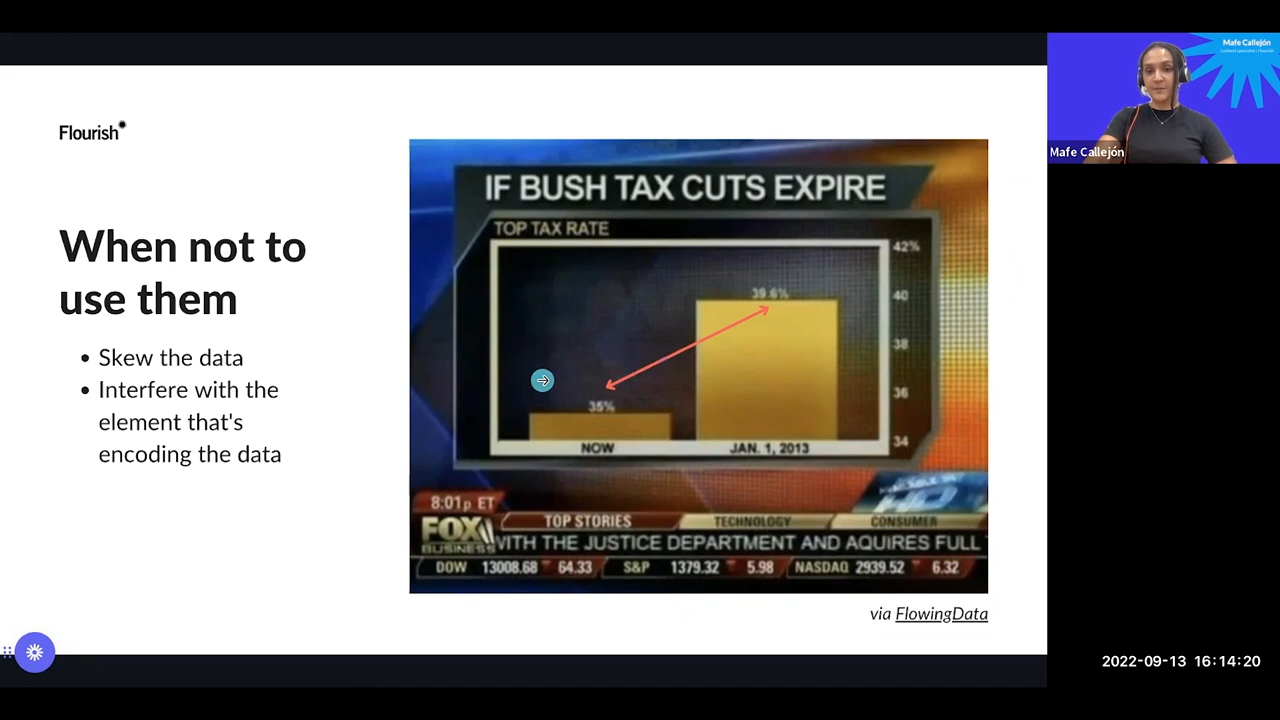 Flourish
When not to
use them
Skew the data
Interfere with the
element that's
encoding the data
IF BUSH TAX CUTS EXPIRE
TOP TAX RATE
42%
40
38
36
34
39.6%
35%
NOW
JAN. 1, 2013
8:01p ET
HD
TOP STORIES
TECHNOLOGY
CONSUMER
FOX
BUSINESS
WITH THE JUSTICE DEPARTMENT AND AQUIRES FULL
DOW 13008.68 64.33 S&P 1379.32 5.98 NASDAQ 2939.52 6.32
via FlowingData
Mafe Callejón
Mafe Callejón
2022-09-13 16:14:20